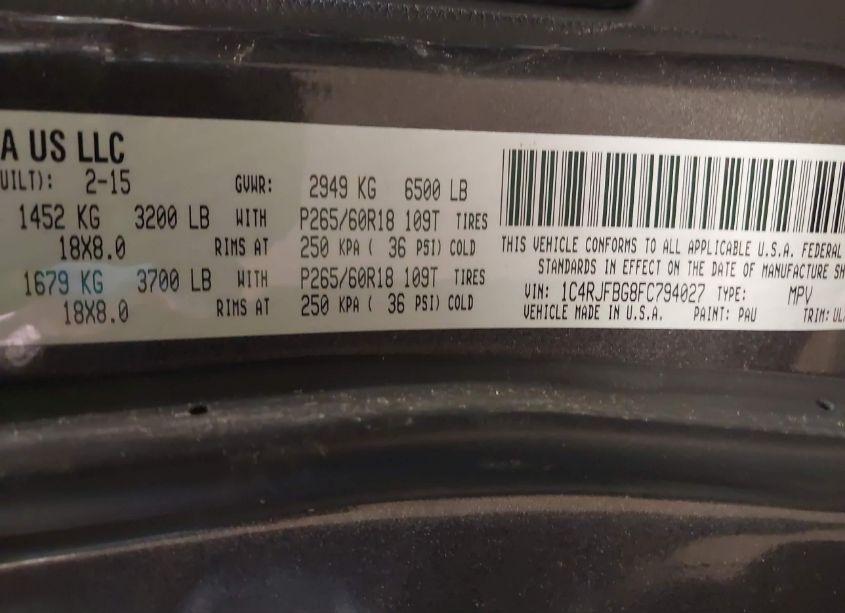 A US LLC
UILT): 2-15 GVWR: 2949 KG 6500 LB
1452 KG 3200 LB WITH P265/60R18 109T TIRES
18X8.0 RIMS AT 250 KPA ( 36 PSI) COLD
1679 KG 3700 LB WITH P265/60R18 109T TIRES
18X8.0 RIMS AT 250 KPA ( 36 PSI) COLD
THIS VEHICLE CONFORMS TO ALL APPLICABLE U.S.A. FEDERAL
STANDARDS IN EFFECT ON THE DATE OF MANUFACTURE SH
VIN: 1C4RJFBG8FC794027 TYPE: MPV
VEHICLE MADE IN U.S.A. PAINT: PAU TRIM: UL